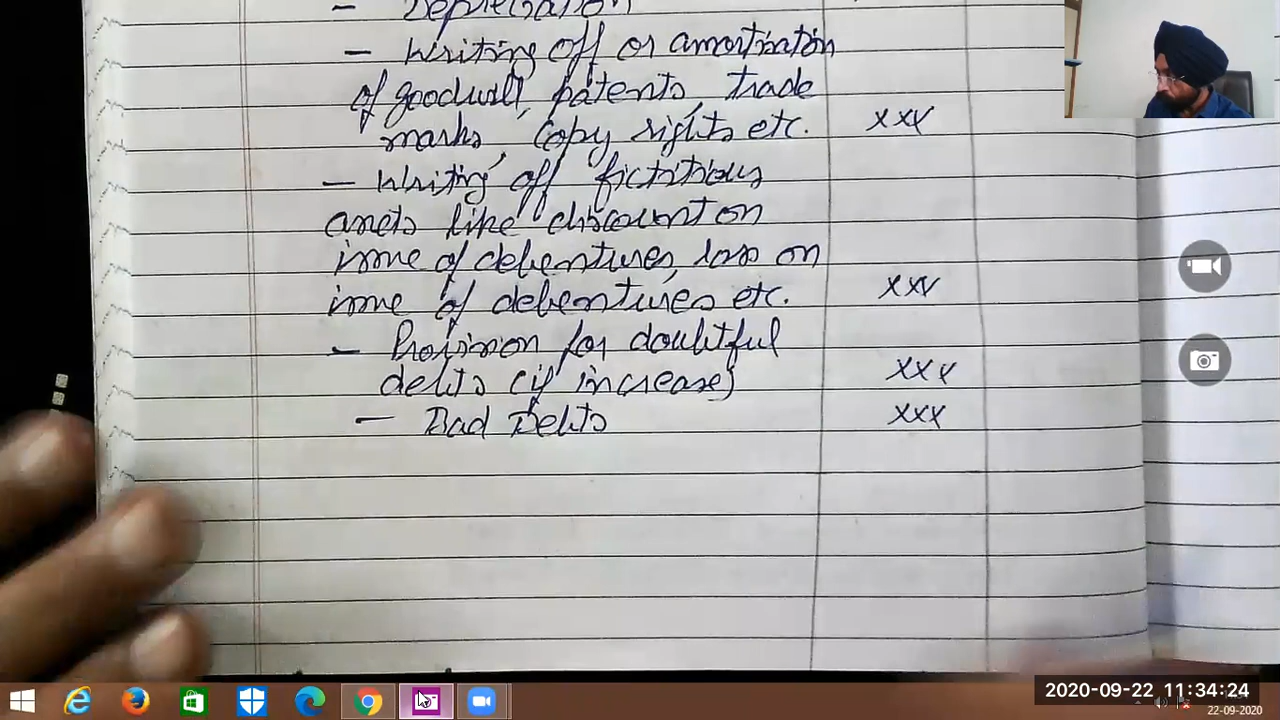 - Depreciation
- Writing off or amortization
of goodwill, patents, trade
marks, copy rights etc. xxx
- Writing off fictitious
assets like discount on
issue of debentures, loss on
issue of debentures etc. xxx
- Provision for doubtful
debts (if increase) xxx
- Bad Debts xxx
2020-09-22 11:34:24
22-09-2020